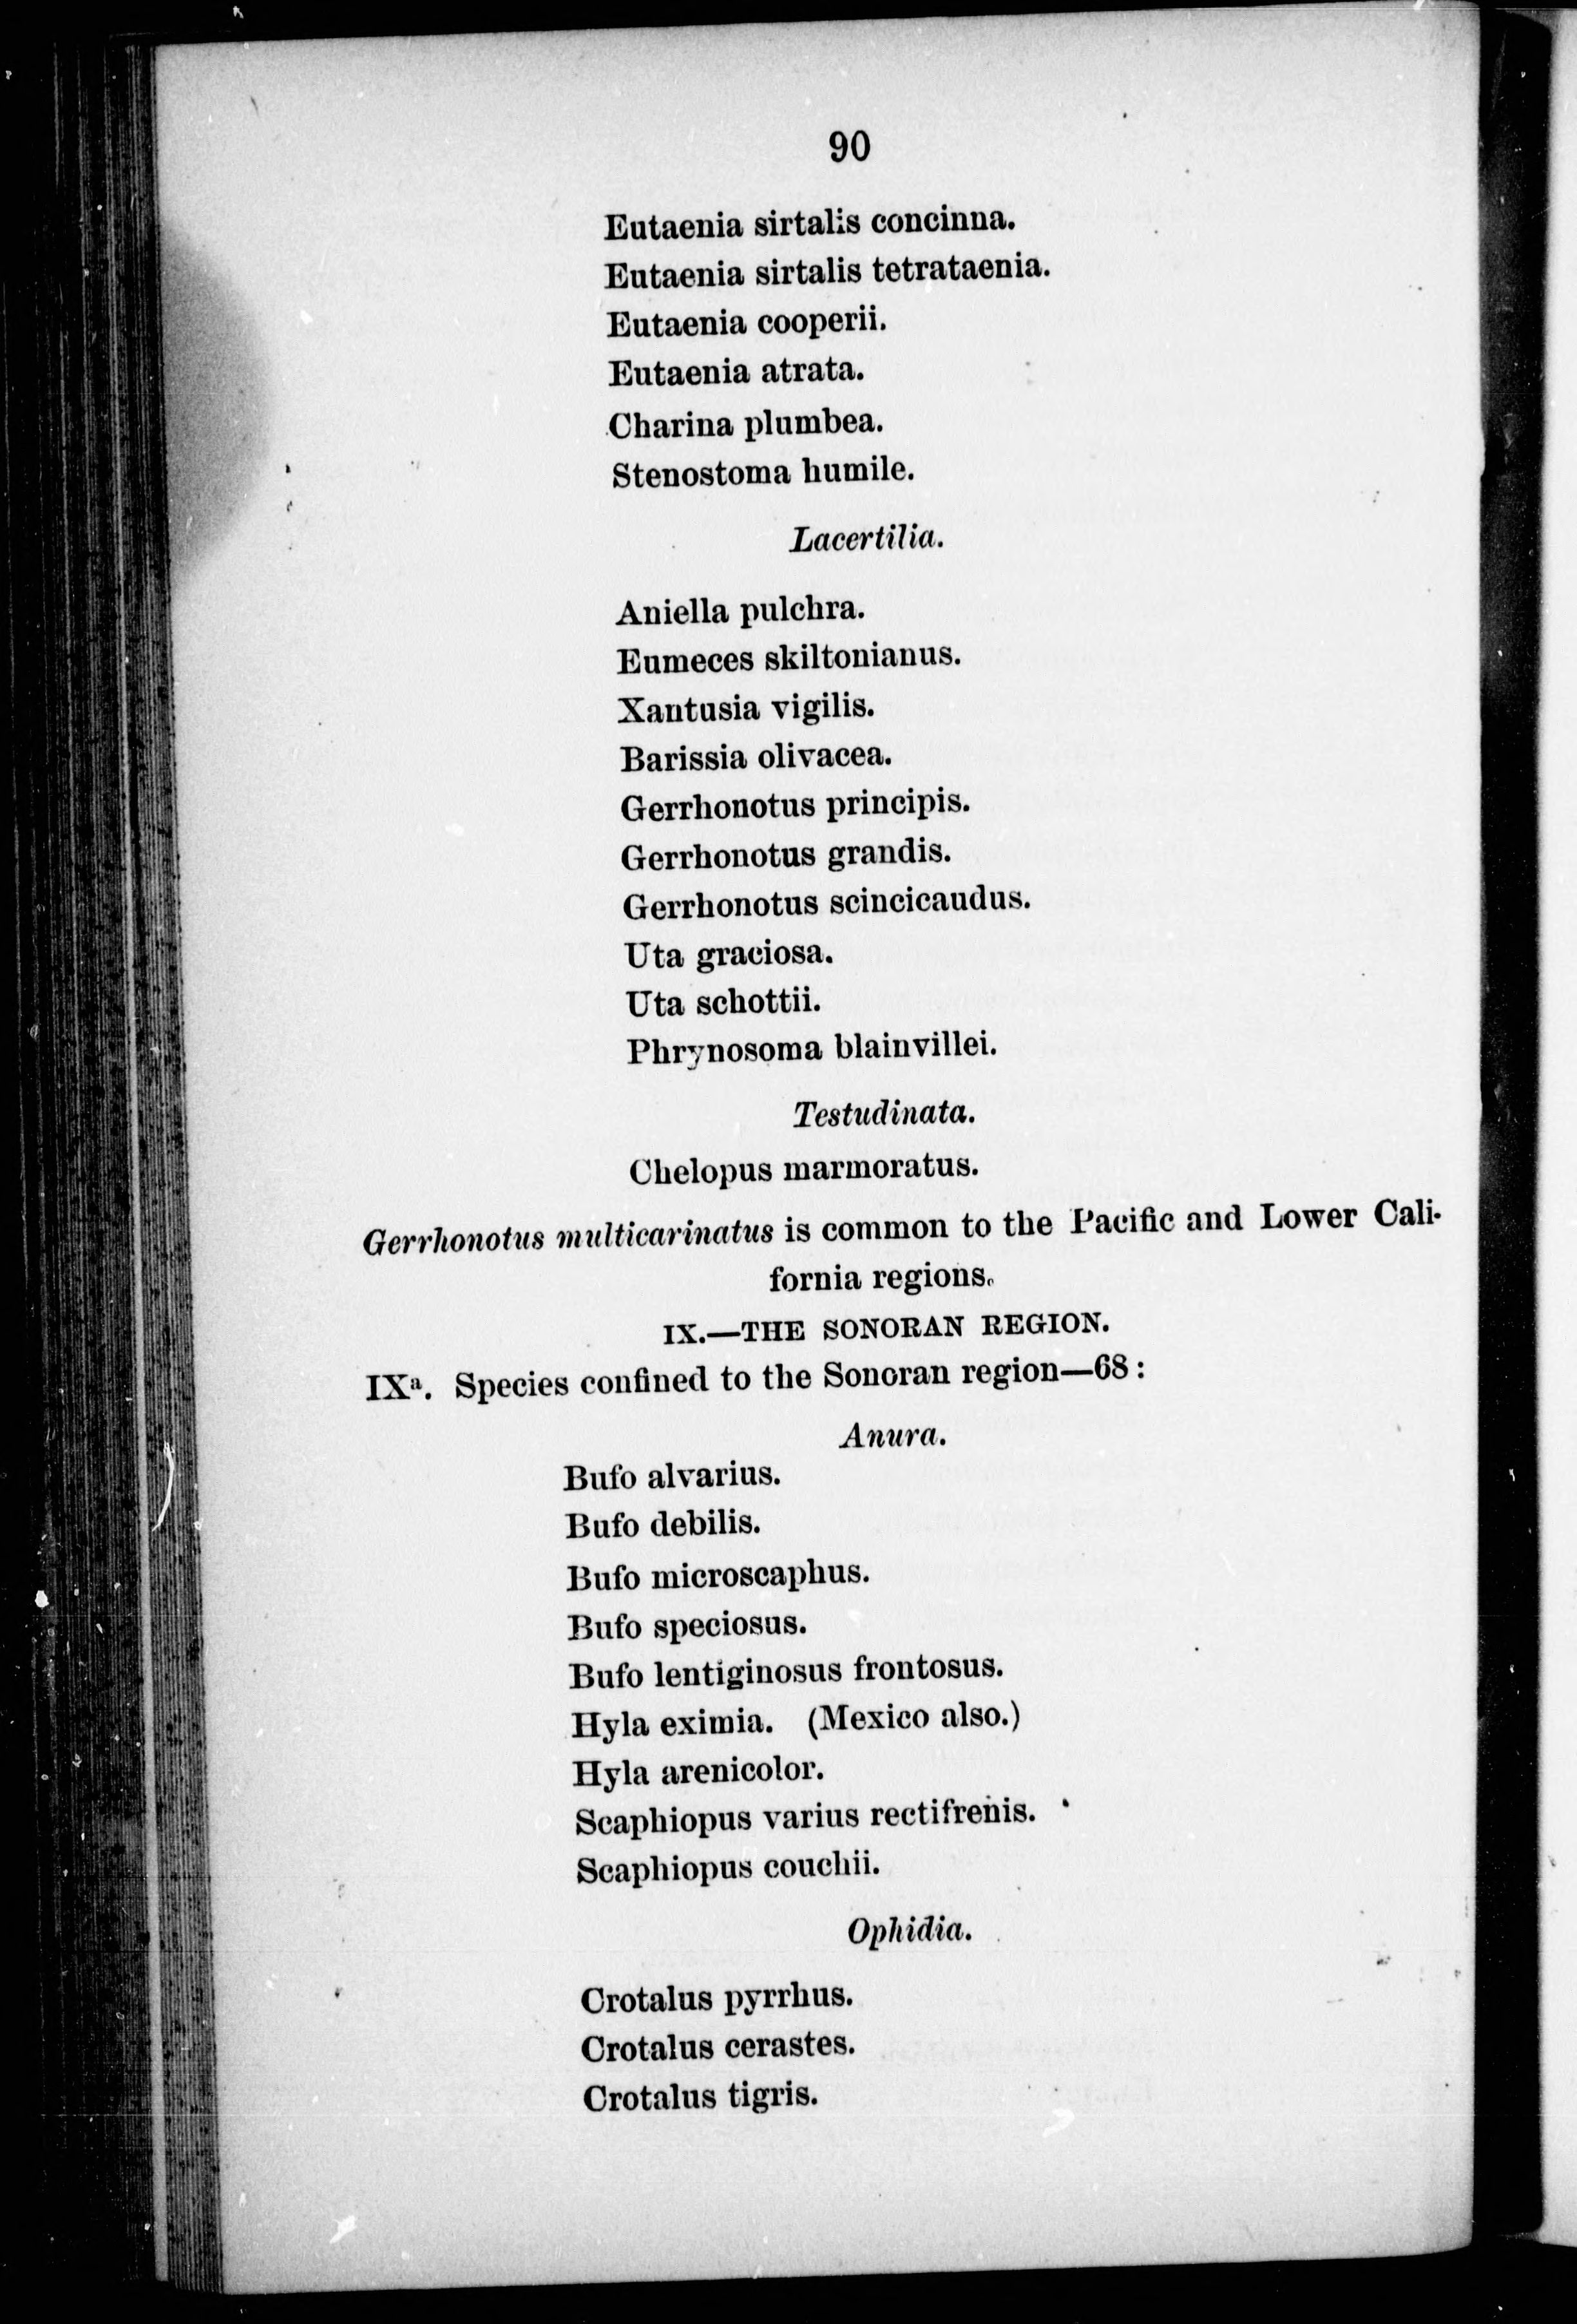 90
Eutaenia sirtalis concinna.
Eutaenia sirtalis tetrataenia.
Eutaenia cooperii.
Eutaenia atrata.
Charina plumbea.
Stenostoma humile.
Lacertilia.
Aniella pulchra.
Eumeces skiltonianus.
Xantusia vigilis.
Barissia olivacea.
Gerrhonotus principis.
Gerrhonotus grandis.
Gerrhonotus scincicaudus.
Uta graciosa.
Uta schottii.
Phrynosoma blainvillei.
Testudinata.
Chelopus marmoratus.
Gerrhonotus multicarinatus is common to the Pacific and Lower Cali-
fornia regions.
IX.—THE SONORAN REGION.
IXª. Species confined to the Sonoran region—68:
Anura.
Bufo alvarius.
Bufo debilis.
Bufo microscaphus.
Bufo speciosus.
Bufo lentiginosus frontosus.
Hyla eximia. (Mexico also.)
Hyla arenicolor.
Scaphiopus varius rectifrenis.
Scaphiopus couchii.
Ophidia.
Crotalus pyrrhus.
Crotalus cerastes.
Crotalus tigris.